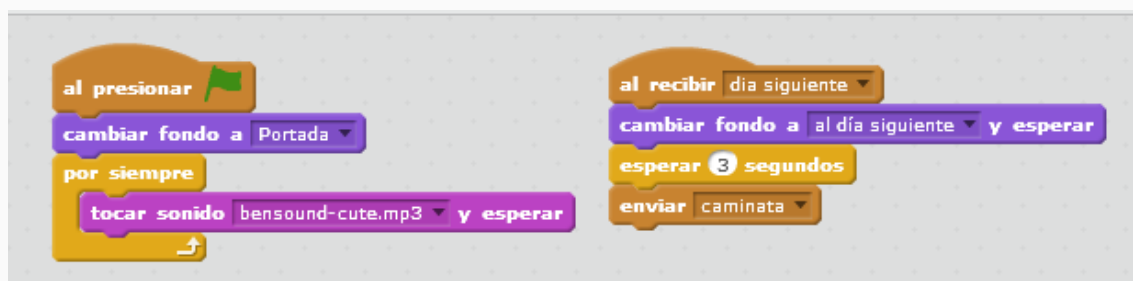 al presionar
cambiar fondo a Portada
por siempre
tocar sonido bensound-cute.mp3 y esperar
al recibir dia siguiente
cambiar fondo a al día siguiente y esperar
esperar 3 segundos
enviar caminata